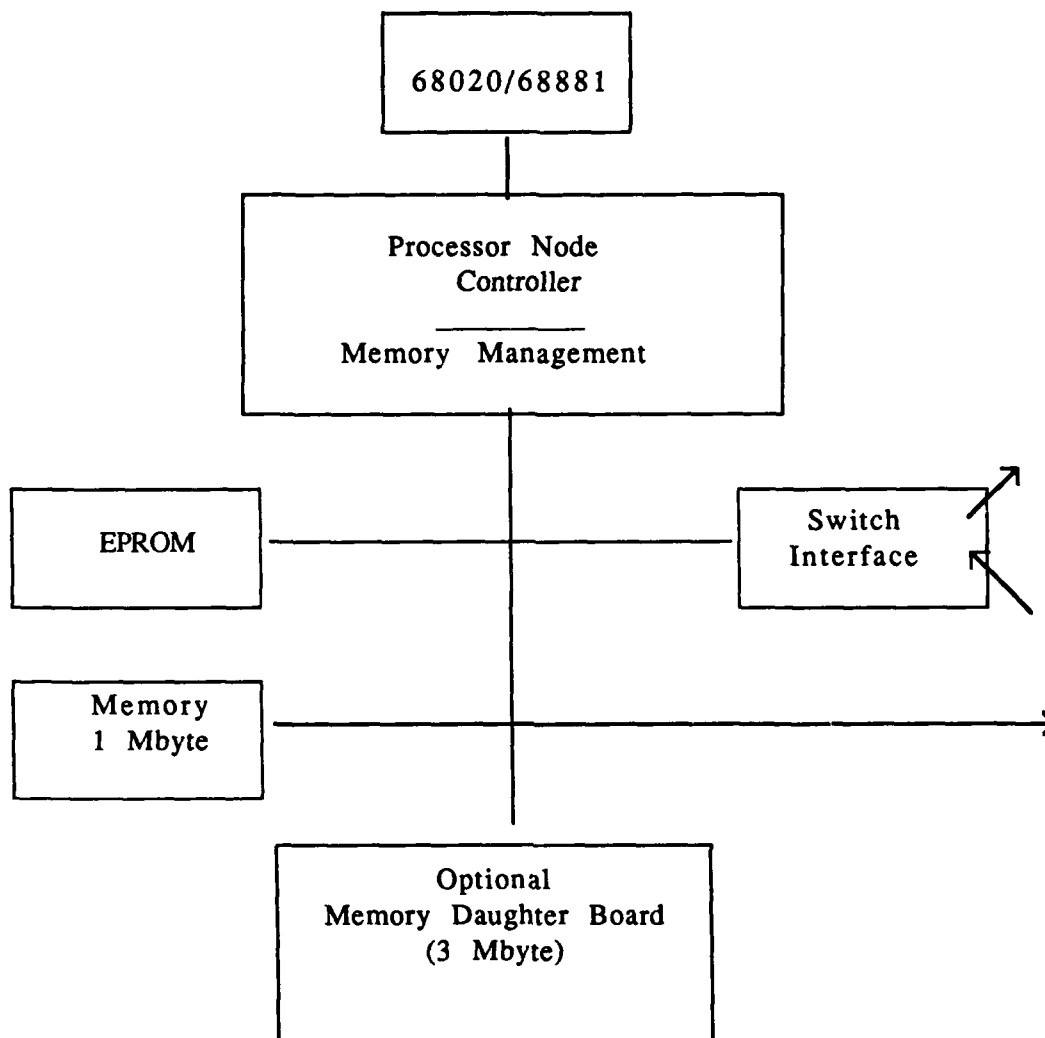 68020/68881
Processor Node
Controller
Memory Management
EPROM
Switch
Interface
Memory
1 Mbyte
Optional
Memory Daughter Board
(3 Mbyte)